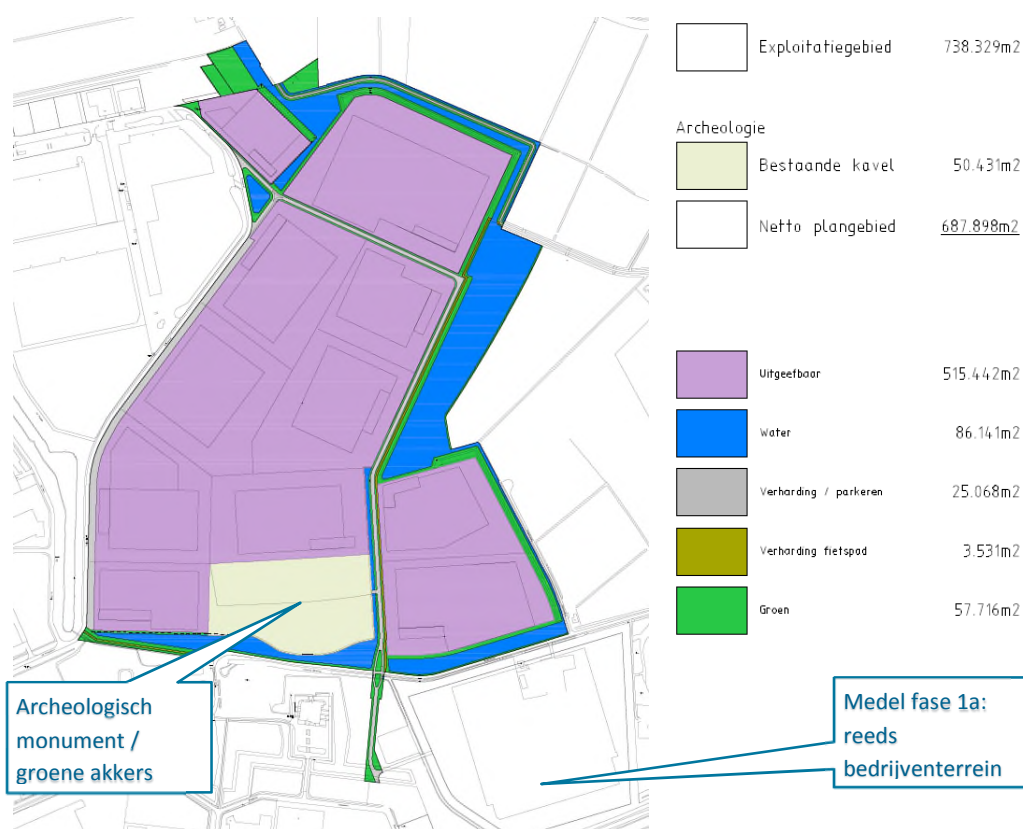 Exploitatiegebied 738.329m2
Archeologie
Bestaande kavel 50.431m2
Netto plangebied 687.898m2
Uitgeefbaar 515.442m2
Water 86.141m2
Verharding / parkeren 25.068m2
Verharding fietspad 3.531m2
Groen 57.716m2
Archeologisch
monument /
groene akkers
Medel fase 1a:
reeds
bedrijventerrein